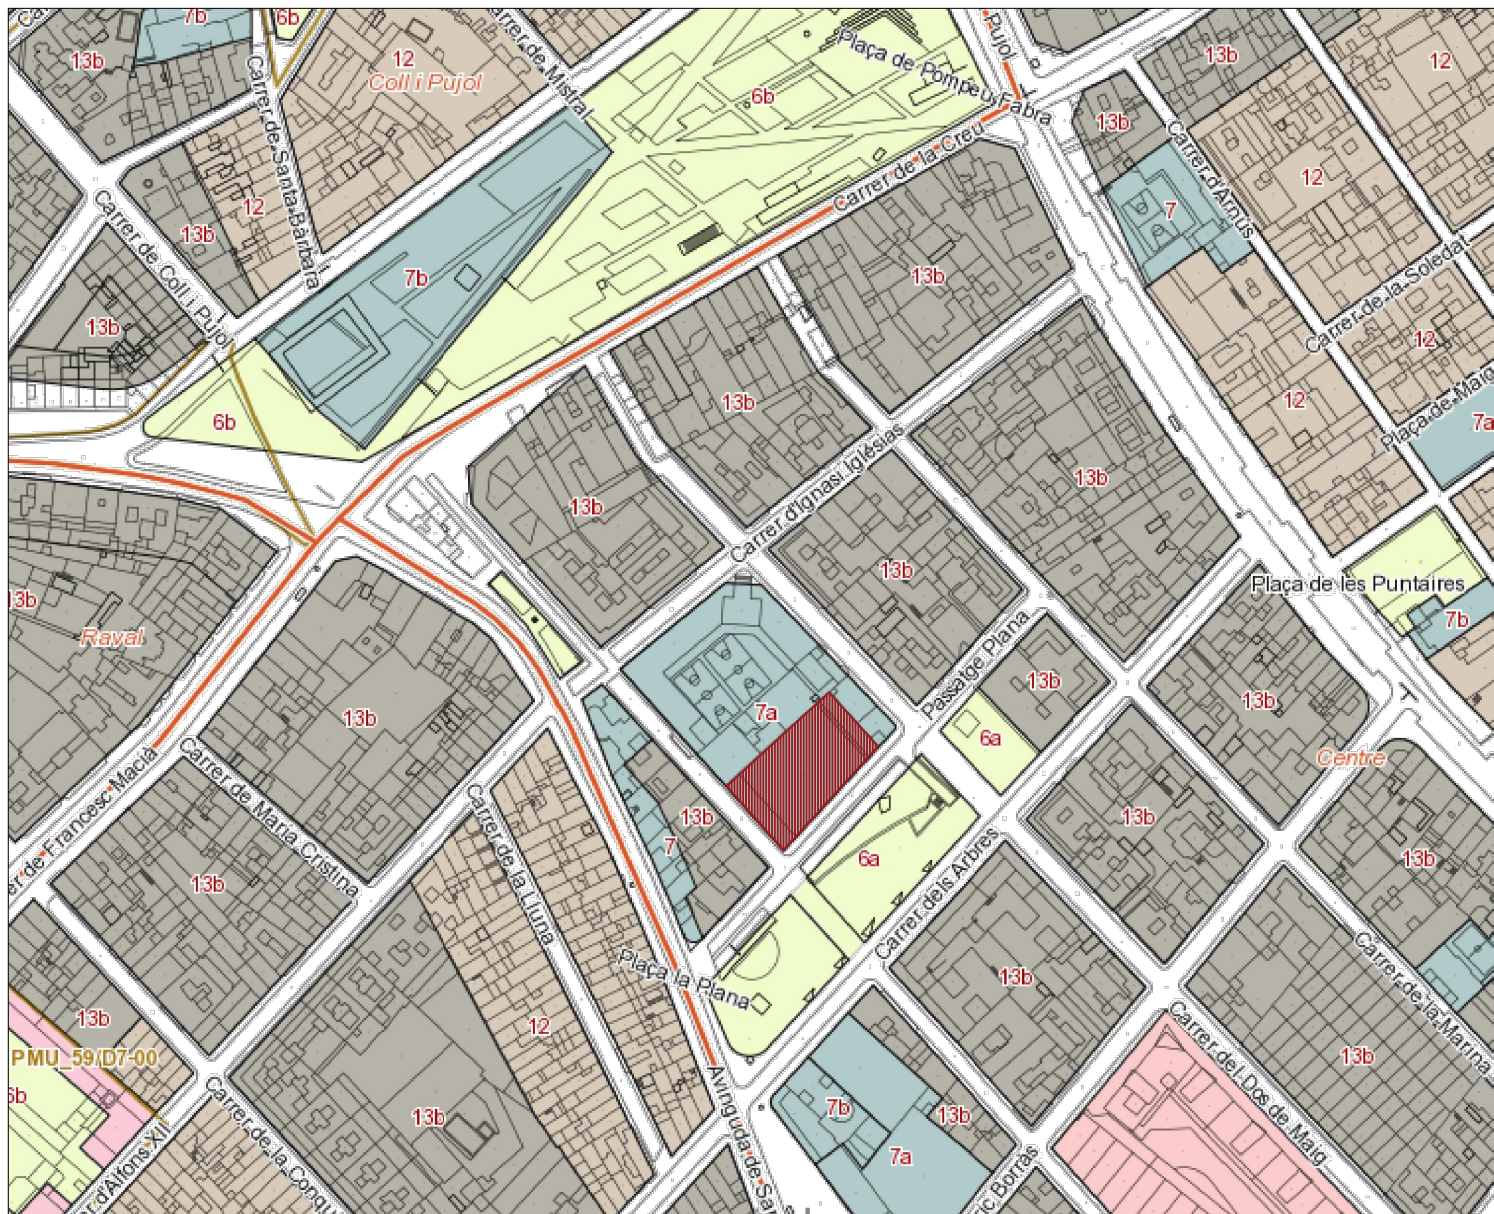 7b
6b
13b
12
Coll i Pujol
Carrer de Mistral
Carrer de Santa Bàrbara
Plaça de Pompeu Fabra
6b
Pujol
13b
12
13b
Carrer d'Arnús
12
7
12
13b
Carrer de Coll i Pujol
Carrer de la Creu
7b
13b
Carrer de la Soledat
13b
13b
12
6b
12
Plaça de Maig
7a
13b
13b
Carrer d'Ignasi Iglésias
13b
13b
Plaça de les Puntaires
7b
13b
Raval
Passatge Plana
13b
13b
13b
7a
6a
Centre
Carrer de Maria Cristina
er de Francesc Macià
Carrer de la Lluna
13b
7
13b
6a
13b
13b
Carrer dels Arbres
Plaça la Plana
13b
Carrer de la Marina
13b
12
13b
PMU_59/D7-00
6b
Carrer del Dos de Maig
13b
7b
13b
7a
Avinguda de San
Carrer de la Conqu
r d'Alfons XII
ric Borràs